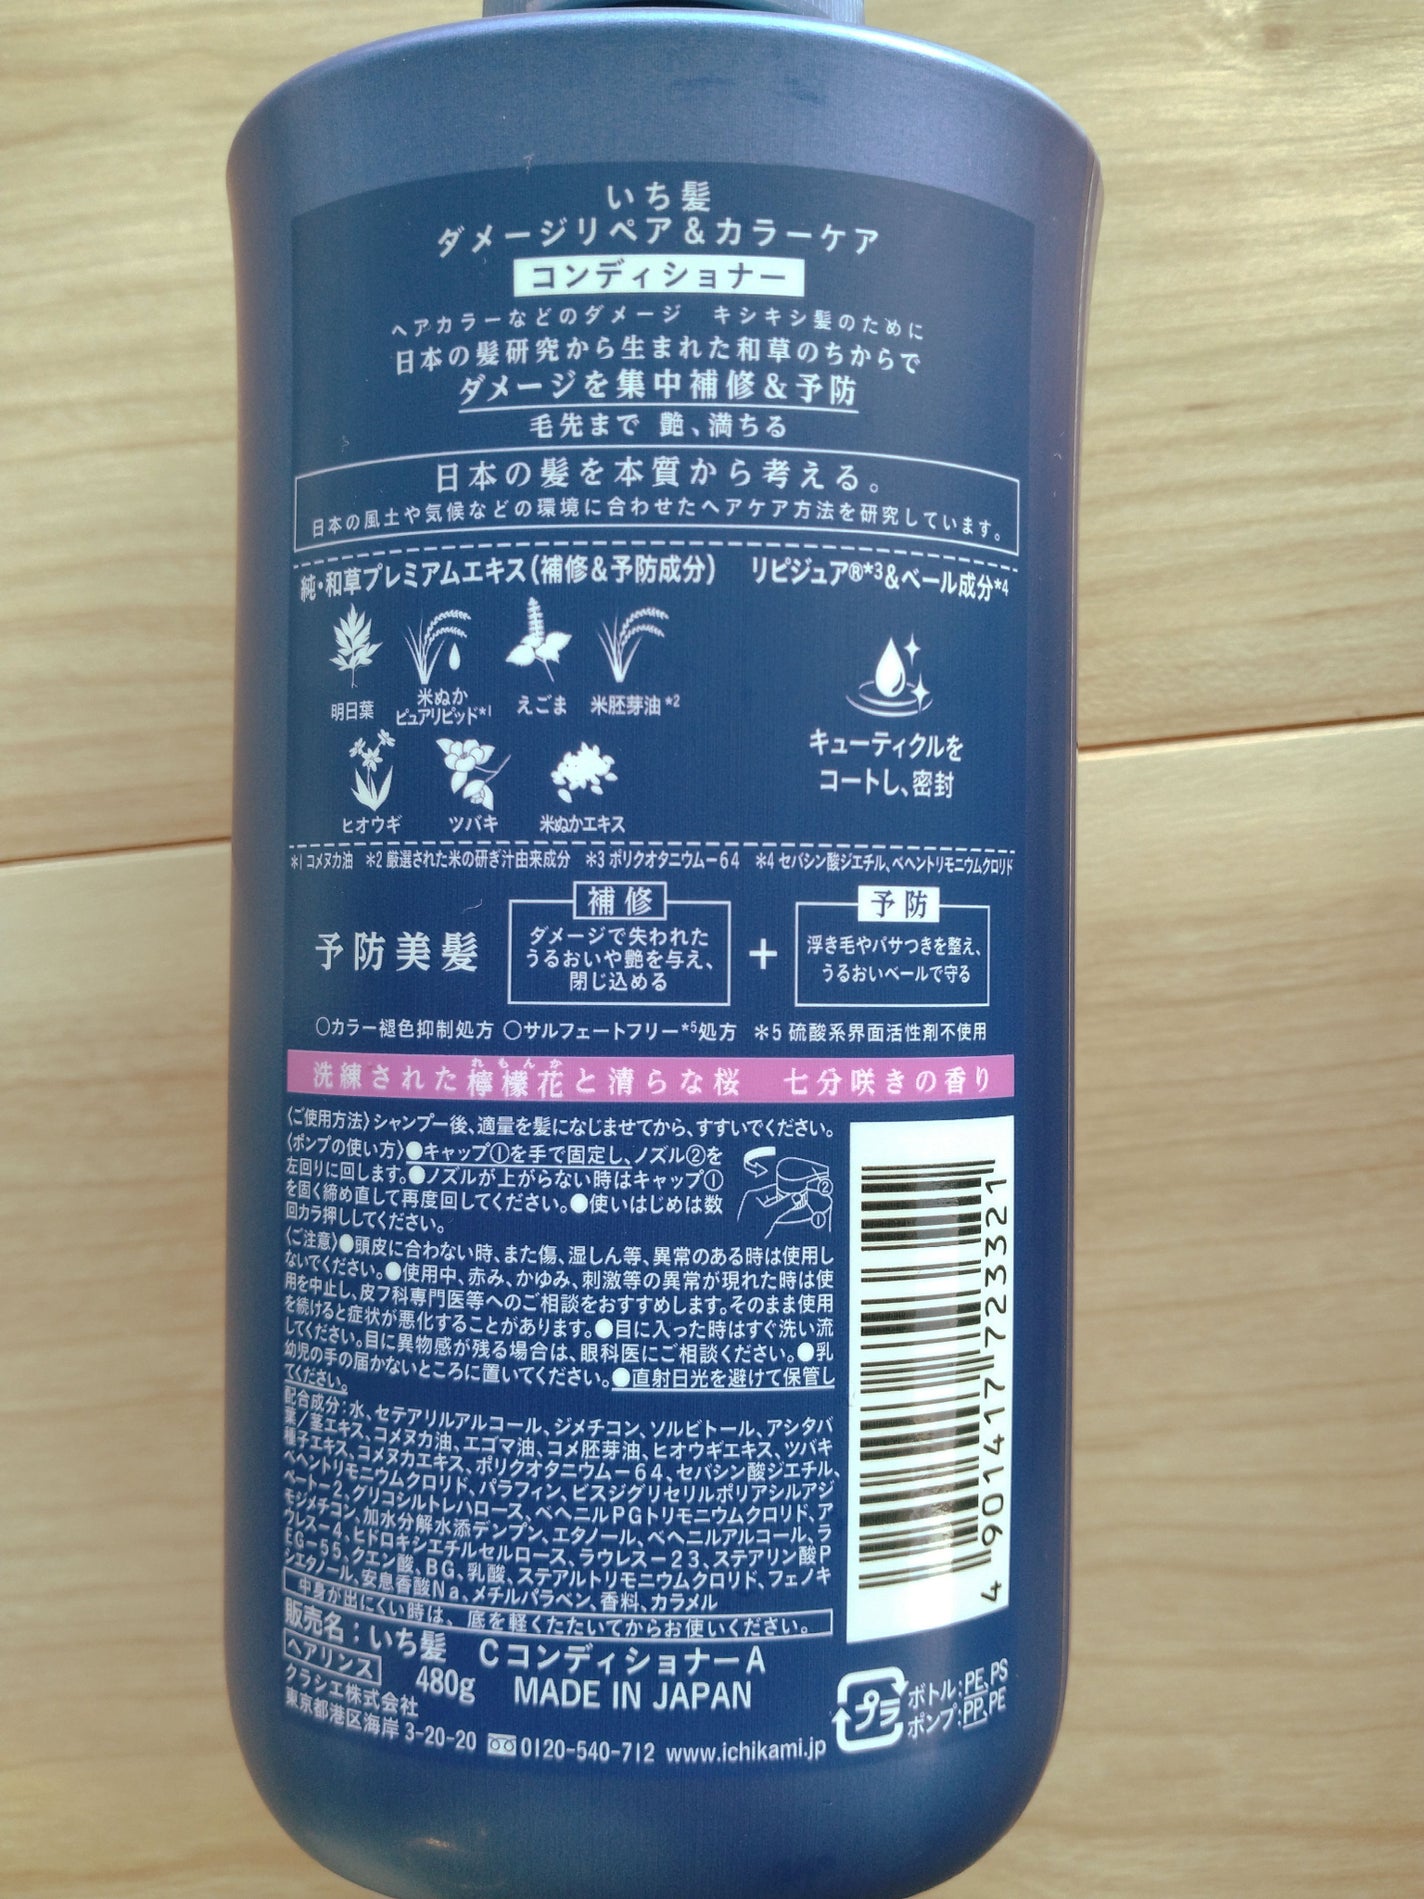 いち髪
ダメージリペア&カラーケア
コンディショナー
ヘアカラーなどのダメージ　キシキシ髪のために
日本の髪研究から生まれた和草のちからで
ダメージを集中補修&予防
毛先まで 艶、満ちる
日本の髪を本質から考える。
日本の風土や気候などの環境に合わせたヘアケア方法を研究しています。
純・和草プレミアムエキス(補修&予防成分)
リピジュア®*3&ベール成分*4
明日葉
米ぬか
ピュアリピッド*1
えごま
米胚芽油*2
ヒオウギ
ツバキ
米ぬかエキス
キューティクルを
コートし、密封
*1 コメヌカ油　*2 厳選された米の研ぎ汁由来成分　*3 ポリクオタニウム-64　*4 セバシン酸ジエチル、ベヘントリモニウムクロリド
予防美髪
補修
ダメージで失われた
うるおいや艶を与え、
閉じ込める
+
予防
浮き毛やパサつきを整え、
うるおいベールで守る
○カラー褪色抑制処方 ○サルフェートフリー*5処方　*5 硫酸系界面活性剤不使用
れもんか
洗練された檸檬花と清らな桜　七分咲きの香り
〈ご使用方法〉シャンプー後、適量を髪になじませてから、すすいでください。
〈ポンプの使い方〉●キャップ①を手で固定し、ノズル②を
左回りに回します。●ノズルが上がらない時はキャップ①
を固く締め直して再度回してください。●使いはじめは数
回カラ押ししてください。
②
①
〈ご注意〉●頭皮に合わない時、また傷、湿しん等、異常のある時は使用し
ないでください。●使用中、赤み、かゆみ、刺激等の異常が現れた時は使
用を中止し、皮フ科専門医等へのご相談をおすすめします。そのまま使用
を続けると症状が悪化することがあります。●目に入った時はすぐ洗い流
してください。目に異物感が残る場合は、眼科医にご相談ください。●乳
幼児の手の届かないところに置いてください。●直射日光を避けて保管し
てください。
配合成分:水、セテアリルアルコール、ジメチコン、ソルビトール、アシタバ
葉/茎エキス、コメヌカ油、エゴマ油、コメ胚芽油、ヒオウギエキス、ツバキ
種子エキス、コメヌカエキス、ポリクオタニウム-64、セバシン酸ジエチル、
ベヘントリモニウムクロリド、パラフィン、ビスジグリセリルポリアシルアジ
ペート-2、グリコシルトレハロース、ベヘニルPGトリモニウムクロリド、ア
モジメチコン、加水分解水添デンプン、エタノール、ベヘニルアルコール、ラ
ウレス-4、ヒドロキシエチルセルロース、ラウレス-23、ステアリン酸P
EG-55、クエン酸、BG、乳酸、ステアルトリモニウムクロリド、フェノキ
シエタノール、安息香酸Na、メチルパラベン、香料、カラメル
中身が出にくい時は、底を軽くたたいてからお使いください。
販売名:いち髪　CコンディショナーA
ヘアリンス　480g　MADE IN JAPAN
クラシエ株式会社
東京都港区海岸 3-20-20　0120-540-712 www.ichikami.jp
4 901417 723321
プラ
ボトル:PE,PS
ポンプ:PP,PE